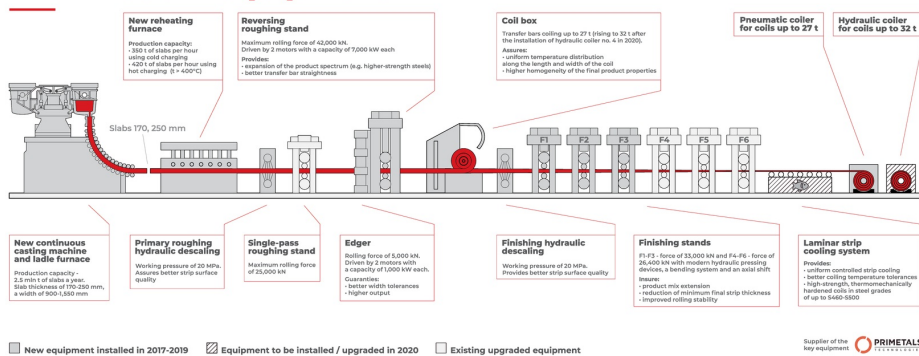 New reheating
furnace
Production capacity:
• 350 t of slabs per hour
using cold charging
• 420 t of slabs per hour using
hot charging (t > 400°C)
Reversing
roughing stand
Maximum rolling force of 42,000 kN.
Driven by 2 motors with a capacity of 7,000 kW each
Provides:
• expansion of the product spectrum (e.g. higher-strength steels)
• better transfer bar straightness
Coil box
Transfer bars coiling up to 27 t (rising to 32 t after
the installation of hydraulic coiler no. 4 in 2020).
Assures:
• uniform temperature distribution
along the length and width of the coil
• higher homogeneity of the final product properties
Pneumatic coiler
for coils up to 27 t
Hydraulic coiler
for coils up to 32 t
Slabs 170, 250 mm
F1 F2 F3 F4 F5 F6
New continuous
casting machine
and ladle furnace
Production capacity -
2.5 mln t of slabs a year.
Slab thickness of 170-250 mm,
a width of 900-1,550 mm
Primary roughing
hydraulic descaling
Working pressure of 20 MPa.
Assures better strip surface
quality
Single-pass
roughing stand
Maximum rolling force
of 25,000 kN
Edger
Rolling force of 5,000 kN.
Driven by 2 motors with
a capacity of 1,000 kW each.
Guaranties:
• better width tolerances
• higher output
Finishing hydraulic
descaling
Working pressure of 20 MPa.
Provides better strip surface quality
Finishing stands
F1-F3 - force of 33,000 kN and F4-F6 - force of
26,400 kN with modern hydraulic pressing
devices, a bending system and an axial shift
Insure:
• product mix extension
• reduction of minimum final strip thickness
• improved rolling stability
Laminar strip
cooling system
Provides:
• uniform controlled strip cooling
• better coiling temperature tolerances
• high-strength, thermomechanically
hardened coils in steel grades
of up to S460-S500
New equipment installed in 2017-2019
Equipment to be installed / upgraded in 2020
Existing upgraded equipment
Supplier of the
key equipment
PRIMETALS
TECHNOLOGIES